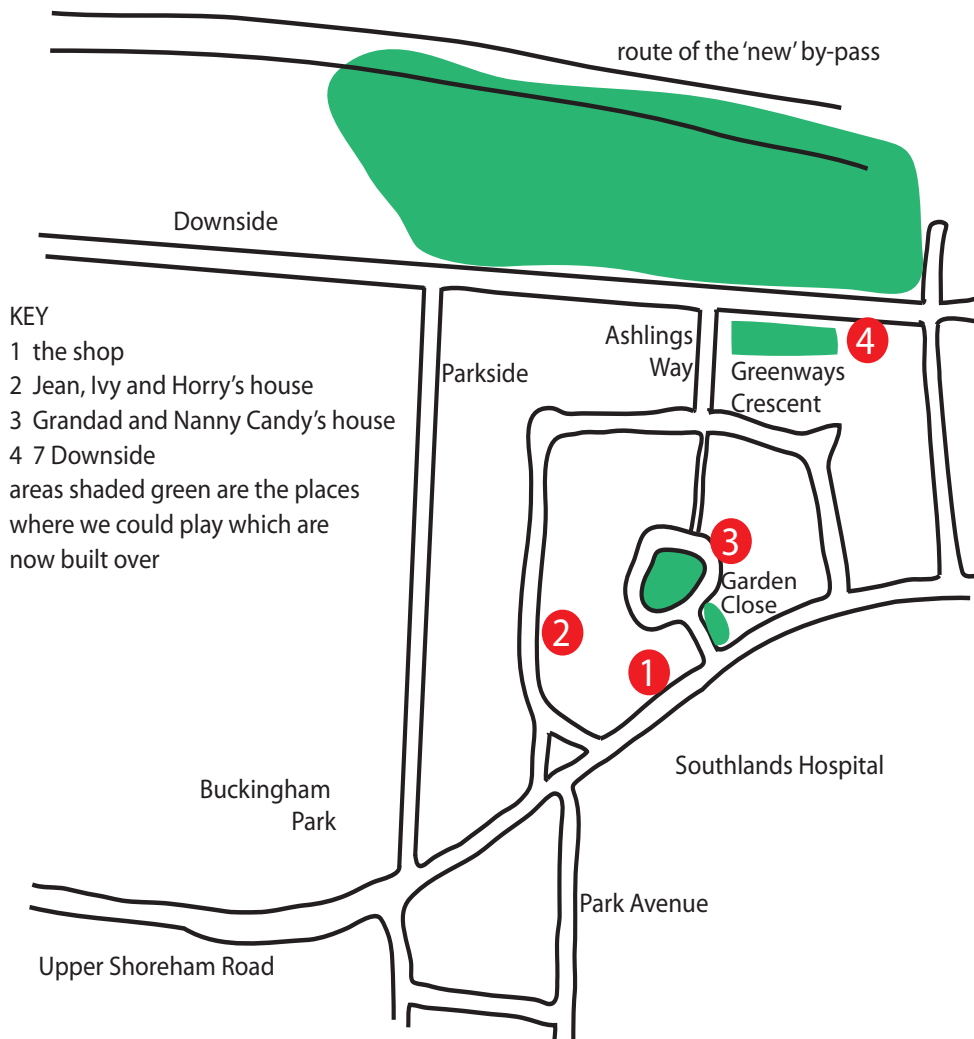 route of the 'new' by-pass
Downside
KEY
1 the shop
2 Jean, Ivy and Horry's house
3 Grandad and Nanny Candy's house
4 7 Downside
areas shaded green are the places
where we could play which are
now built over
Parkside
Ashlings
Way
4
Greenways
Crescent
3
Garden
Close
2
1
Southlands Hospital
Buckingham
Park
Park Avenue
Upper Shoreham Road